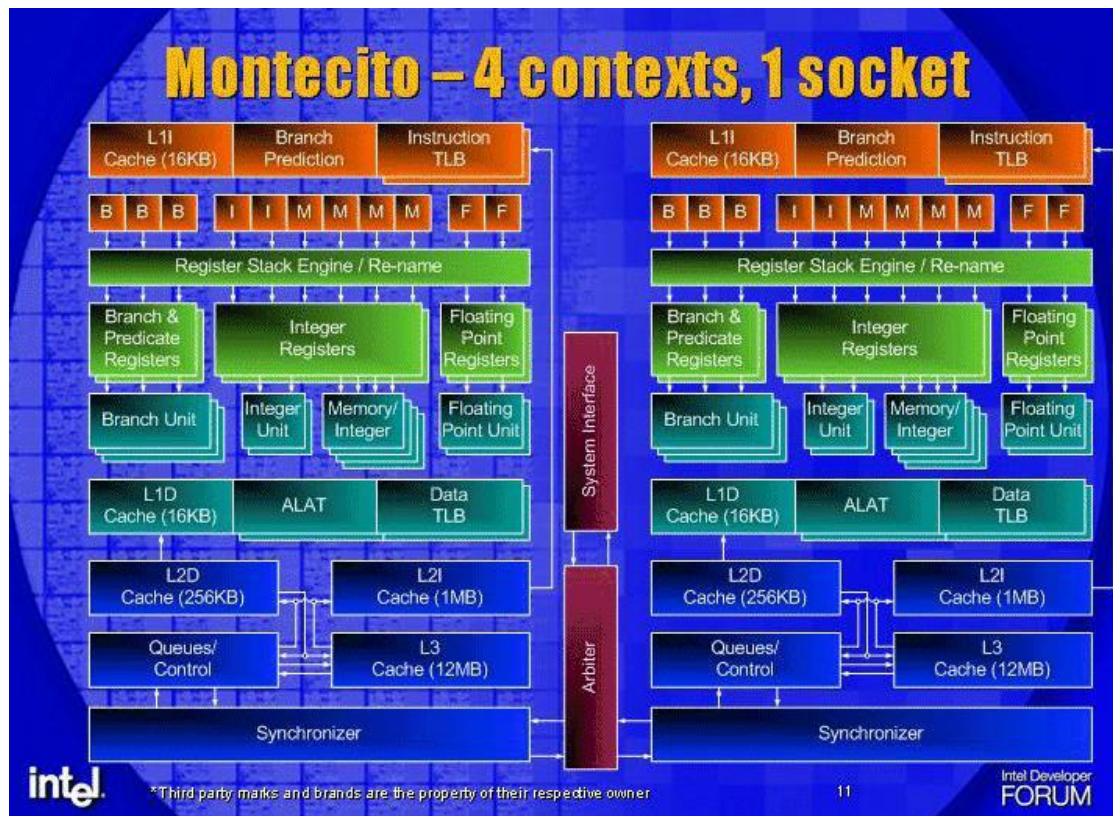 Montecito – 4 contexts, 1 socket
L1I
Cache (16KB)
Branch
Prediction
Instruction
TLB
B B B I I M M M M F F
Register Stack Engine / Re-name
Branch &
Predicate
Registers
Integer
Registers
Floating
Point
Registers
Branch Unit
Integer
Unit
Memory/
Integer
Floating
Point Unit
L1D
Cache (16KB)
ALAT
Data
TLB
L2D
Cache (256KB)
L2I
Cache (1MB)
Queues/
Control
L3
Cache (12MB)
Synchronizer
System Interface
Arbiter
L1I
Cache (16KB)
Branch
Prediction
Instruction
TLB
B B B I I M M M M F F
Register Stack Engine / Re-name
Branch &
Predicate
Registers
Integer
Registers
Floating
Point
Registers
Branch Unit
Integer
Unit
Memory/
Integer
Floating
Point Unit
L1D
Cache (16KB)
ALAT
Data
TLB
L2D
Cache (256KB)
L2I
Cache (1MB)
Queues/
Control
L3
Cache (12MB)
Synchronizer
intel.
*Third party marks and brands are the property of their respective owner
11
Intel Developer
FORUM